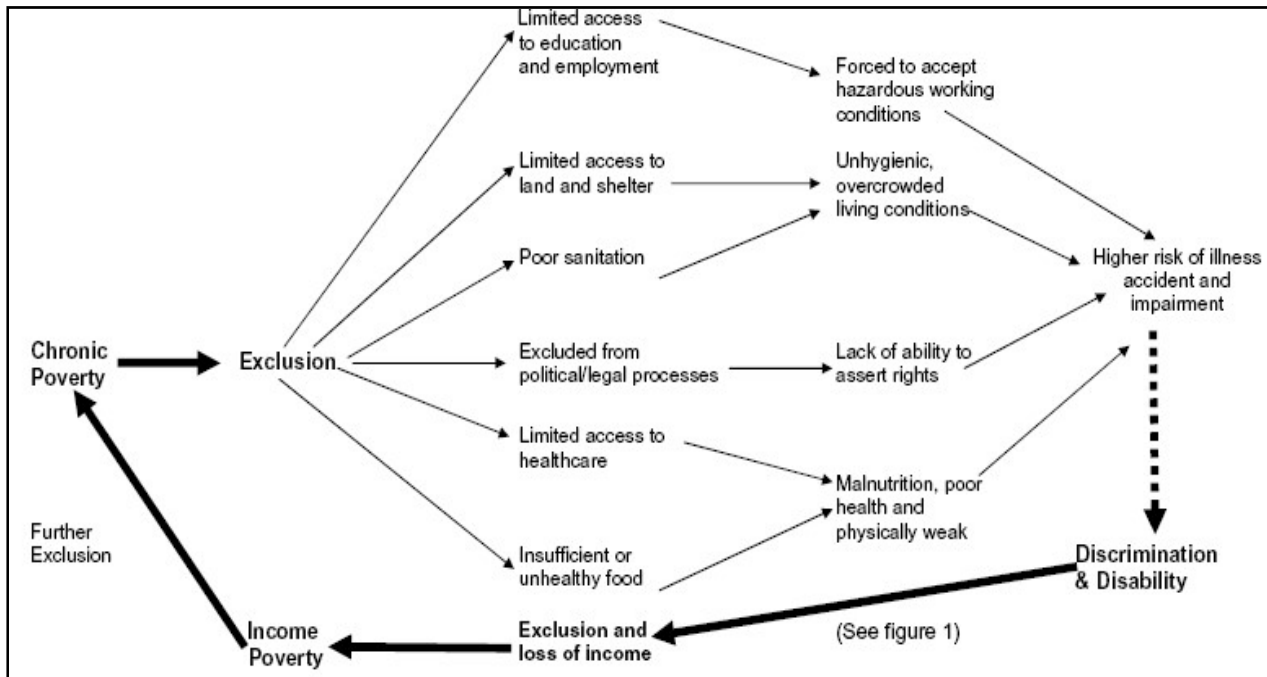 Limited access
to education
and employment
Forced to accept
hazardous working
conditions
Limited access to
land and shelter
Unhygienic,
overcrowded
living conditions
Poor sanitation
Higher risk of illness
accident and
impairment
Chronic
Poverty
Exclusion
Excluded from
political/legal processes
Lack of ability to
assert rights
Limited access to
healthcare
Malnutrition, poor
health and
physically weak
Further
Exclusion
Insufficient or
unhealthy food
Discrimination
& Disability
Income
Poverty
Exclusion and
loss of income
(See figure 1)